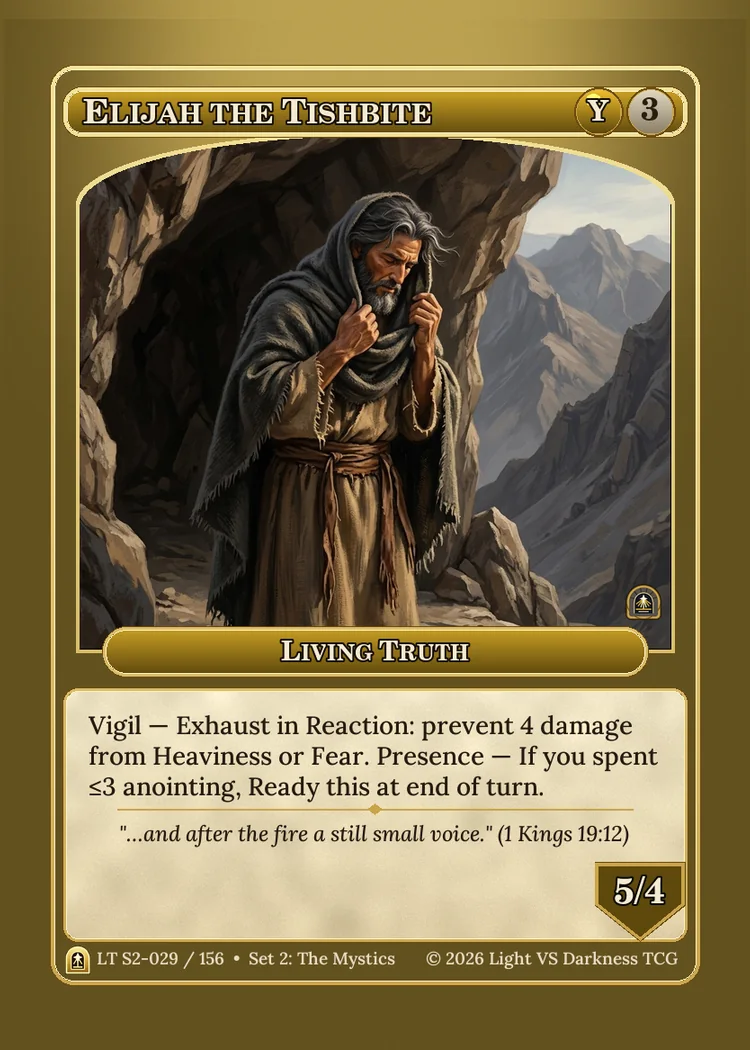 Elijah the Tishbite Y 3
Living Truth
Vigil — Exhaust in Reaction: prevent 4 damage
from Heaviness or Fear. Presence — If you spent
≤3 anointing, Ready this at end of turn.
"...and after the fire a still small voice." (1 Kings 19:12)
5/4
LT S2-029 / 156 • Set 2: The Mystics © 2026 Light VS Darkness TCG